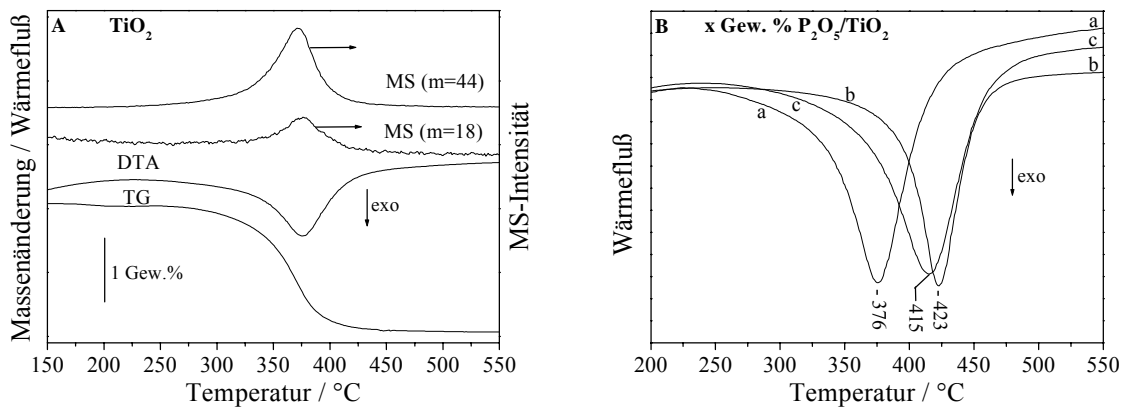 A TiO₂
MS (m=44)
MS (m=18)
DTA
exo
TG
1 Gew.%
Massenänderung / Wärmefluß
MS-Intensität
150 200 250 300 350 400 450 500 550
Temperatur / °C
B x Gew. % P₂O₅/TiO₂
a
c
b
b
c
a
exo
Wärmefluß
376
415
423
200 250 300 350 400 450 500 550
Temperatur / °C